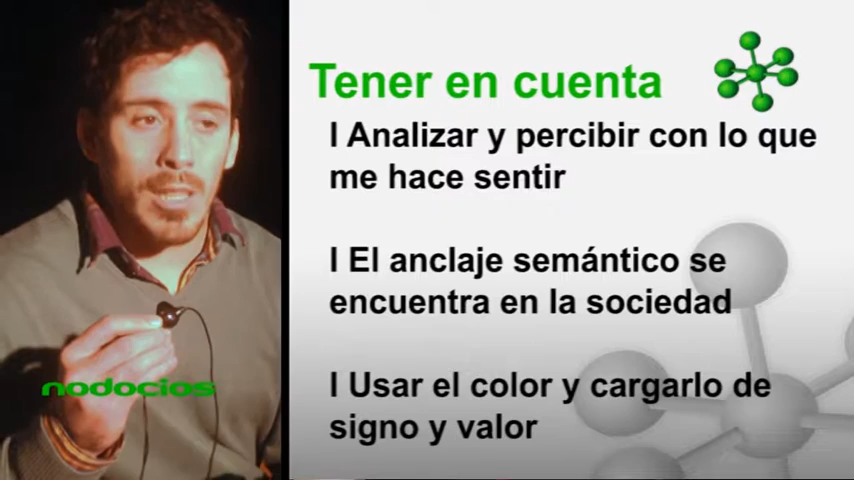 Tener en cuenta
l Analizar y percibir con lo que
me hace sentir
l El anclaje semántico se
encuentra en la sociedad
l Usar el color y cargarlo de
signo y valor
nodocios